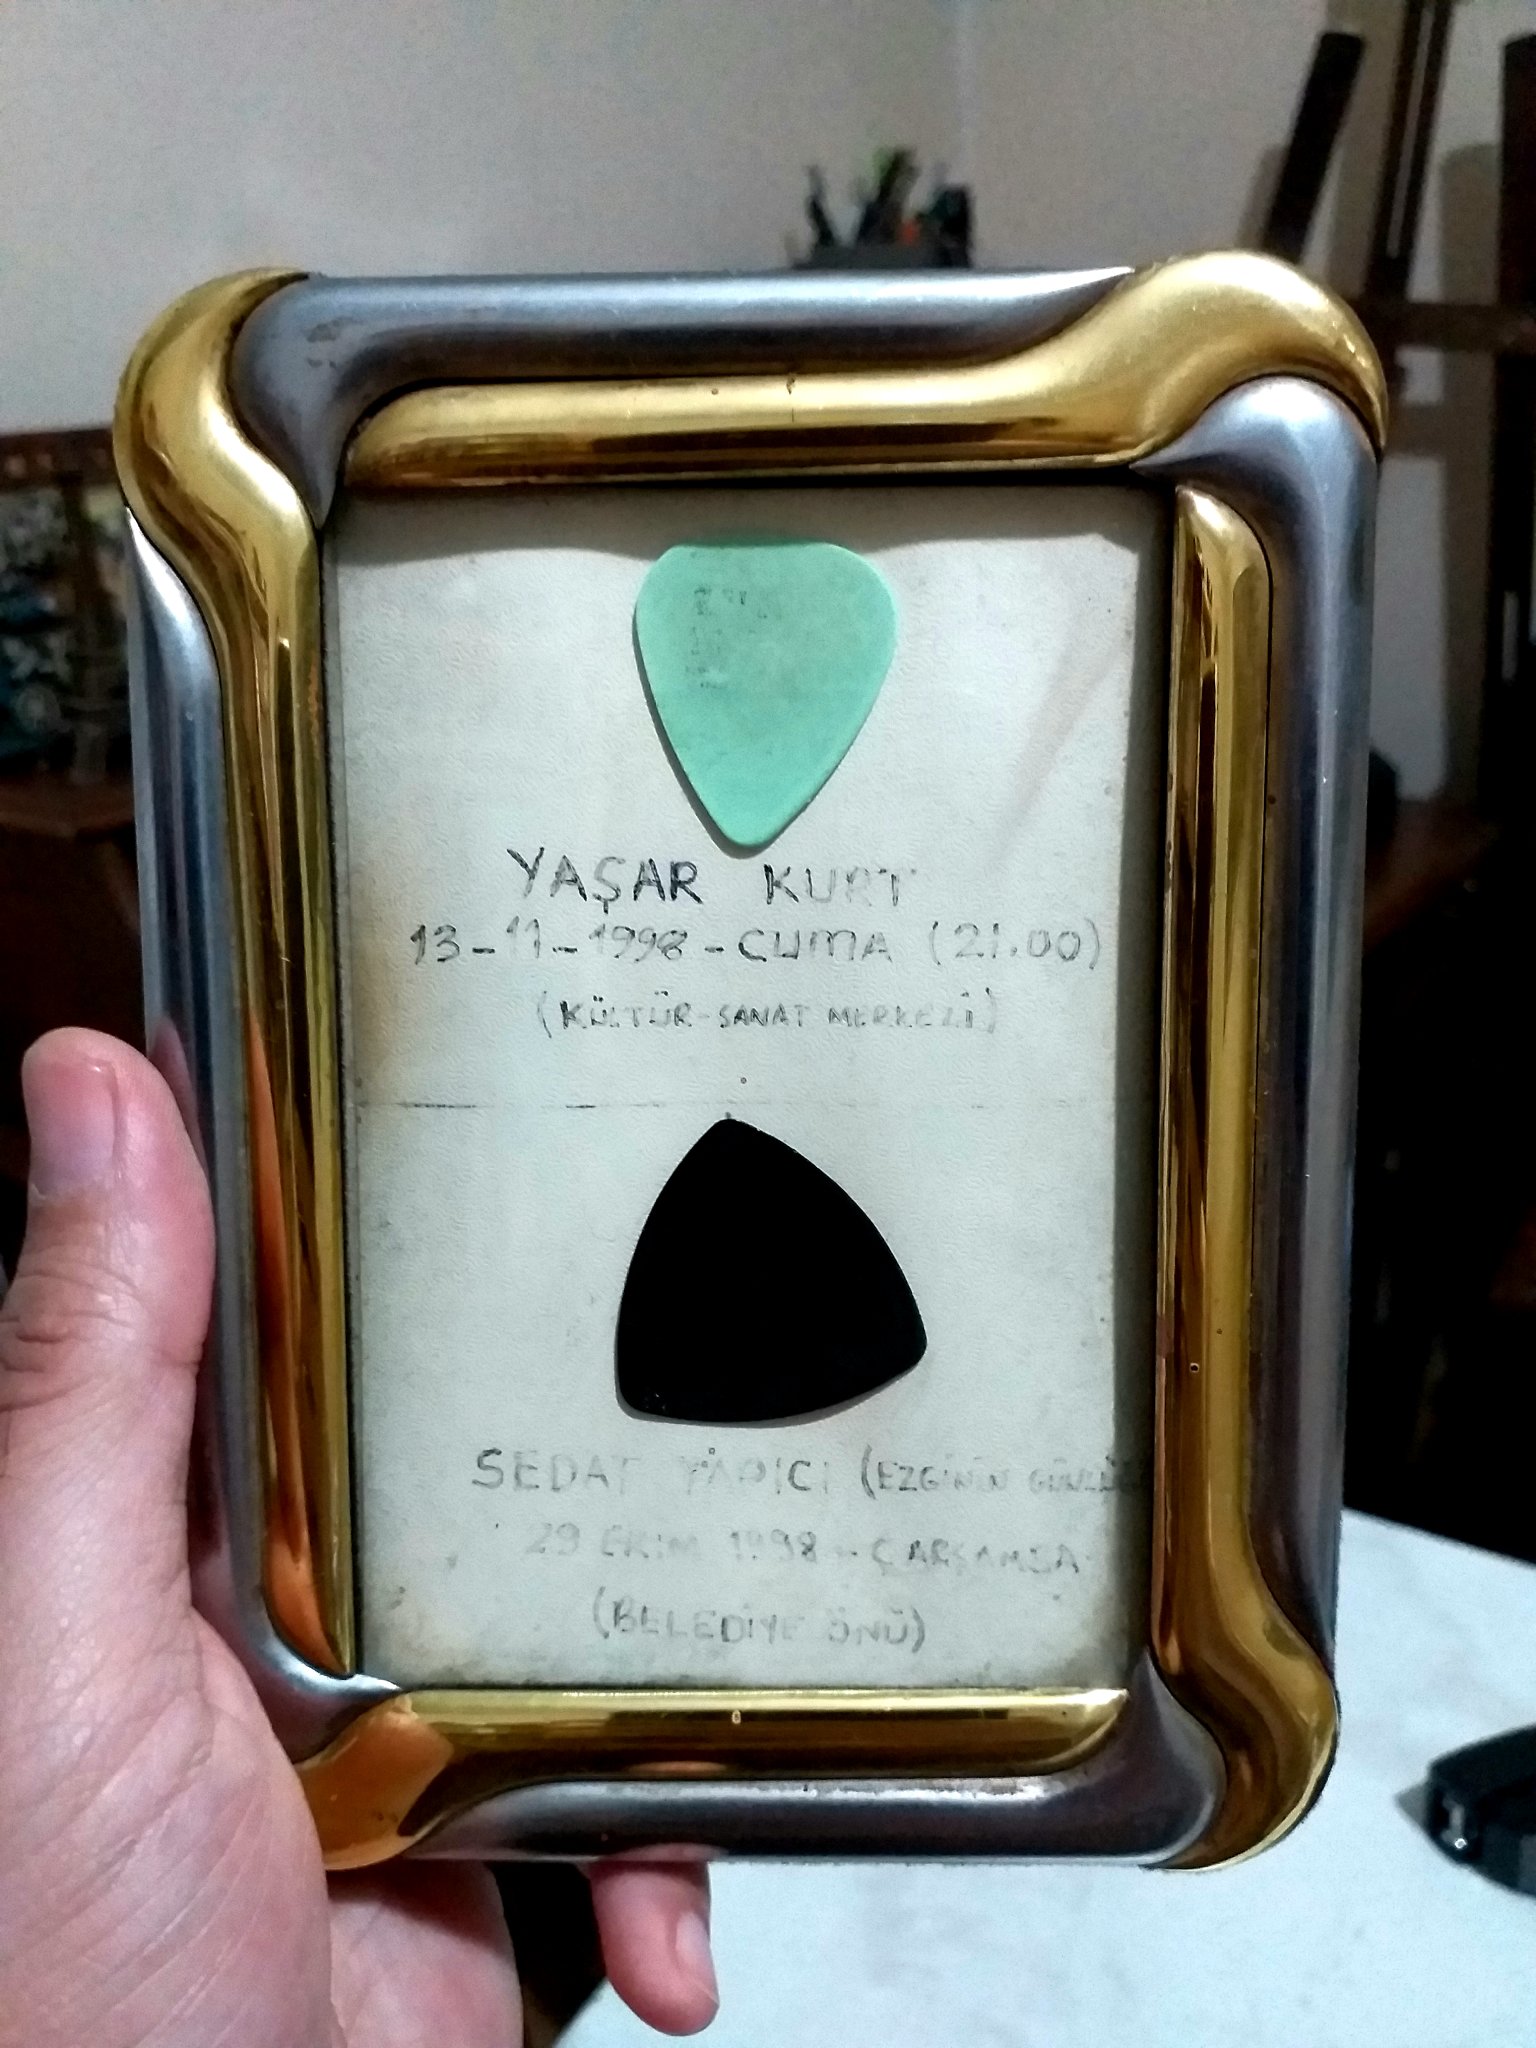 YAŞAR KURT
13-11-1998-CUMA (21.00)
(KÜLTÜR-SANAT MERKEZİ)
SEDAT YAPICI (EZGİNİN GÜNLÜĞ
29 EKİM 1998 - ÇARŞAMBA
(BELEDİYE ÖNÜ)